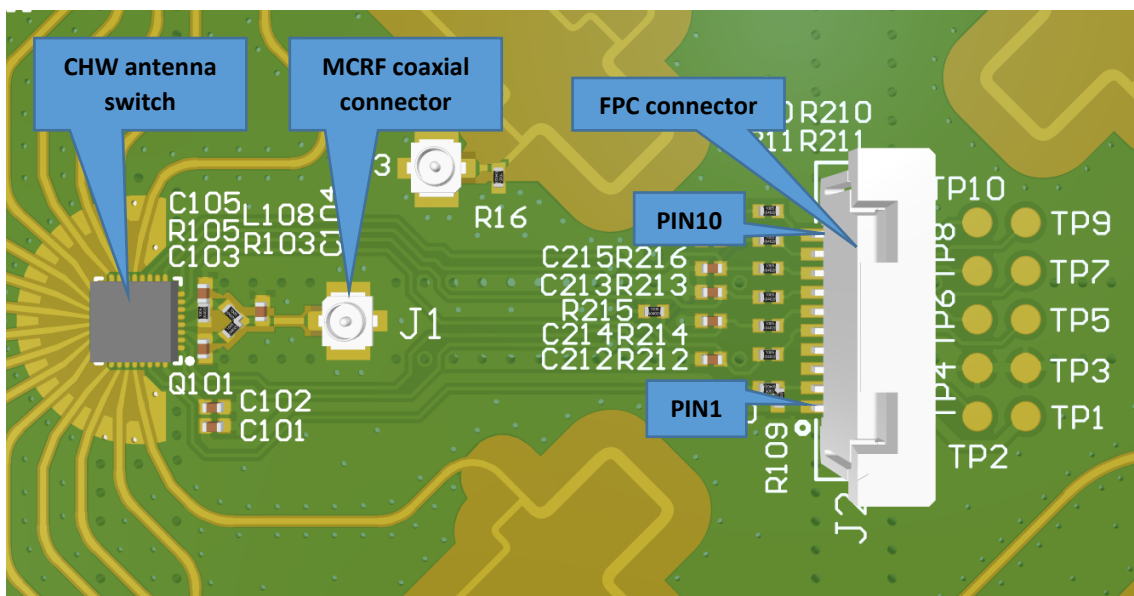 CHW antenna
switch
MCRF coaxial
connector
FPC connector
R210
R211
3
R16
C105
R105
C103
L108
R103
C104
PIN10
TP10
TP9
TP8
TP7
C215R216
C213R213
R215
C214R214
C212R212
TP6
TP5
J1
Q101
C102
C101
TP4
TP3
PIN1
TP1
TP2
R109
J2